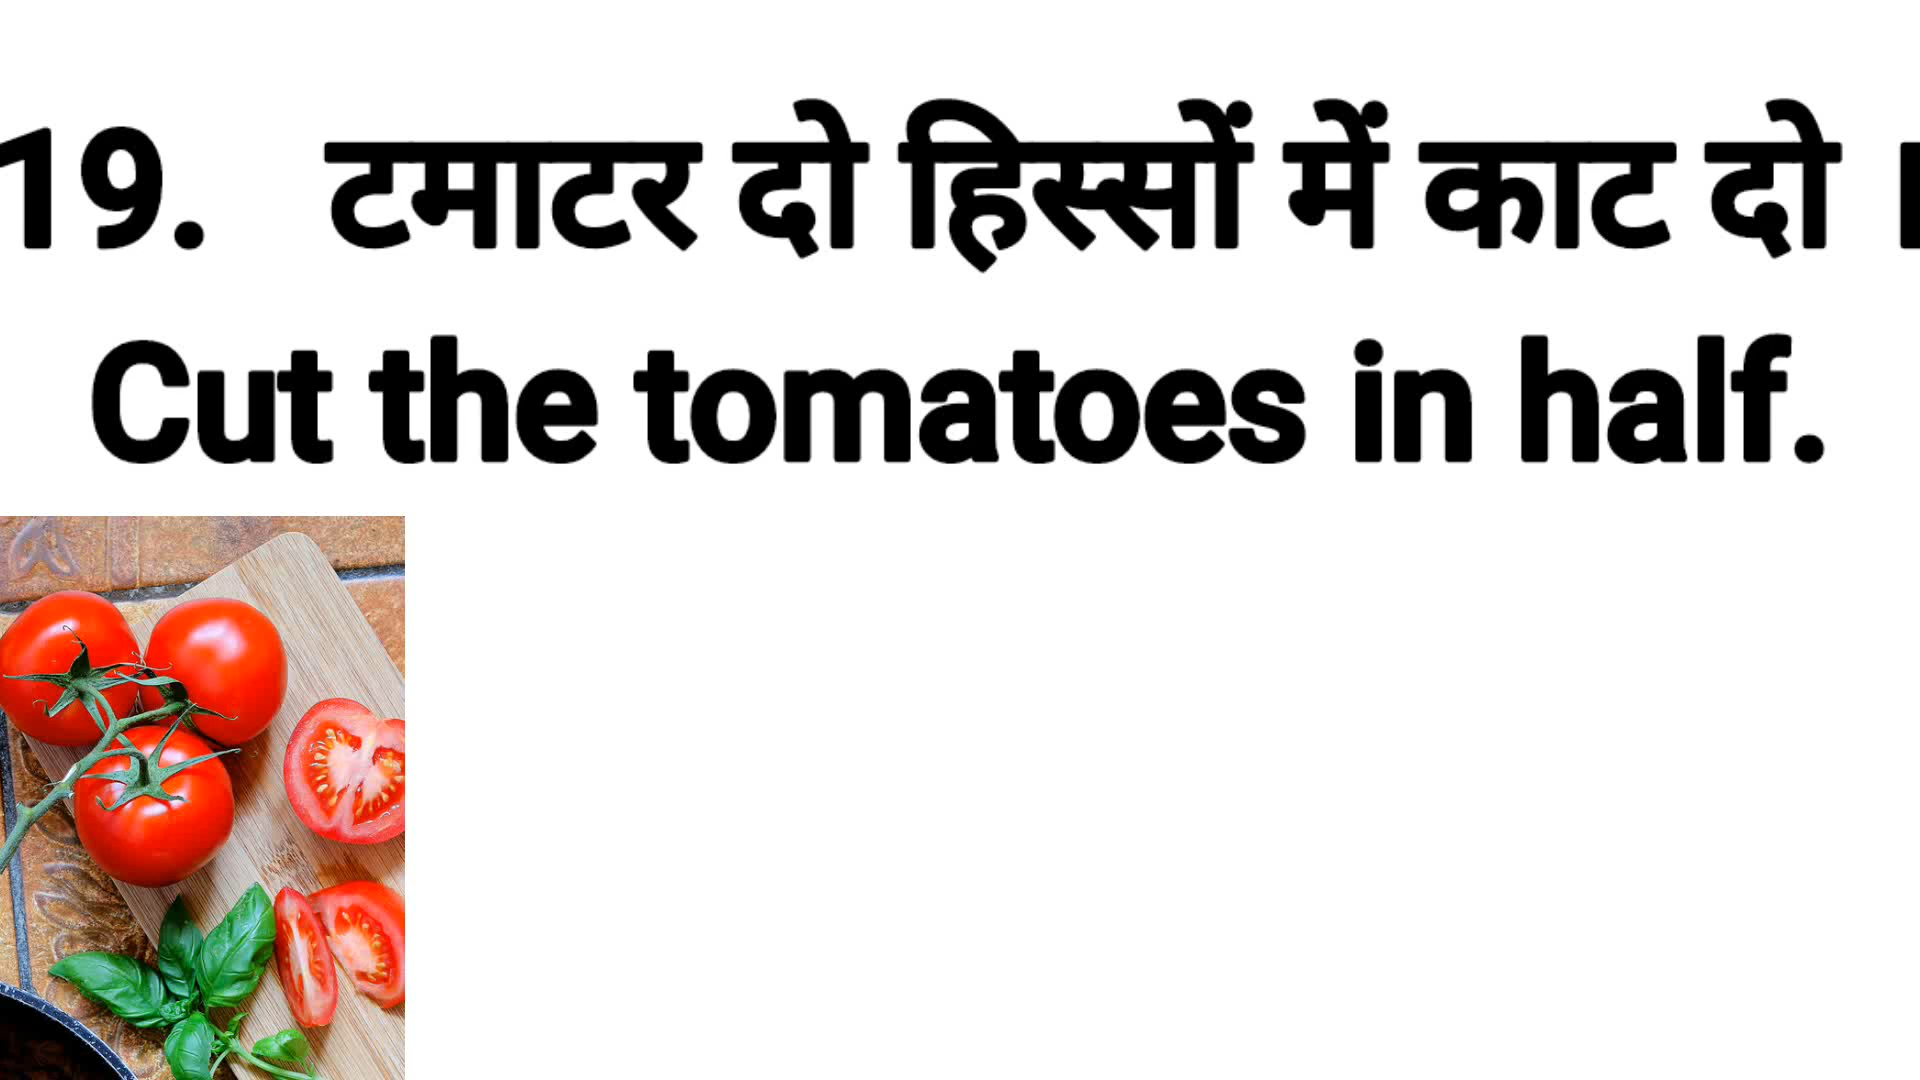 19. टमाटर दो हिस्सों में काट दो ।
Cut the tomatoes in half.